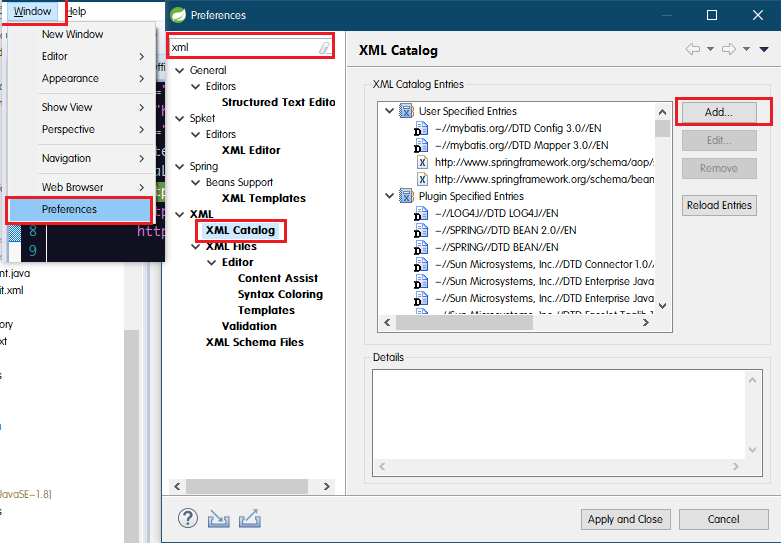 Window
Help
New Window
Editor
Appearance
Show View
Perspective
Navigation
Web Browser
Preferences
8
9
http
nt.java
it.xml
JavaSE-1.8]
Preferences
xml
General
Editors
Structured Text Edito
Spket
Editors
XML Editor
Spring
Beans Support
XML Templates
XML
XML Catalog
XML Files
Editor
Content Assist
Syntax Coloring
Templates
Validation
XML Schema Files
XML Catalog
XML Catalog Entries
User Specified Entries
-//mybatis.org//DTD Config 3.0//EN
-//mybatis.org//DTD Mapper 3.0//EN
http://www.springframework.org/schema/aop/s
http://www.springframework.org/schema/bean
Plugin Specified Entries
-//LOG4J//DTD LOG4J//EN
-//SPRING//DTD BEAN 2.0//EN
-//SPRING//DTD BEAN//EN
-//Sun Microsystems, Inc.//DTD Connector 1.0//
-//Sun Microsystems, Inc.//DTD Enterprise Java
-//Sun Microsystems, Inc.//DTD Enterprise Java
-//Sun Microsystems, Inc.//DTD Facelet Taglib 1
Add...
Edit...
Remove
Reload Entries
Details
Apply and Close
Cancel